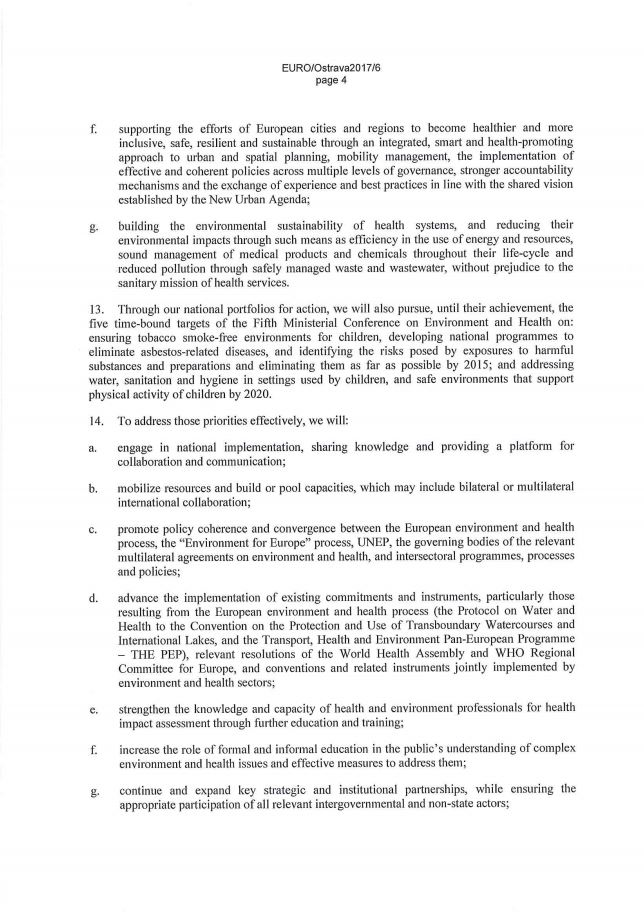 EURO/Ostrava2017/6
page 4
f. supporting the efforts of European cities and regions to become healthier and more
inclusive, safe, resilient and sustainable through an integrated, smart and health-promoting
approach to urban and spatial planning, mobility management, the implementation of
effective and coherent policies across multiple levels of governance, stronger accountability
mechanisms and the exchange of experience and best practices in line with the shared vision
established by the New Urban Agenda;
g. building the environmental sustainability of health systems, and reducing their
environmental impacts through such means as efficiency in the use of energy and resources,
sound management of medical products and chemicals throughout their life-cycle and
reduced pollution through safely managed waste and wastewater, without prejudice to the
sanitary mission of health services.
13. Through our national portfolios for action, we will also pursue, until their achievement, the
five time-bound targets of the Fifth Ministerial Conference on Environment and Health on:
ensuring tobacco smoke-free environments for children, developing national programmes to
eliminate asbestos-related diseases, and identifying the risks posed by exposures to harmful
substances and preparations and eliminating them as far as possible by 2015; and addressing
water, sanitation and hygiene in settings used by children, and safe environments that support
physical activity of children by 2020.
14. To address those priorities effectively, we will:
a. engage in national implementation, sharing knowledge and providing a platform for
collaboration and communication;
b. mobilize resources and build or pool capacities, which may include bilateral or multilateral
international collaboration;
c. promote policy coherence and convergence between the European environment and health
process, the “Environment for Europe” process, UNEP, the governing bodies of the relevant
multilateral agreements on environment and health, and intersectoral programmes, processes
and policies;
d. advance the implementation of existing commitments and instruments, particularly those
resulting from the European environment and health process (the Protocol on Water and
Health to the Convention on the Protection and Use of Transboundary Watercourses and
International Lakes, and the Transport, Health and Environment Pan-European Programme
– THE PEP), relevant resolutions of the World Health Assembly and WHO Regional
Committee for Europe, and conventions and related instruments jointly implemented by
environment and health sectors;
e. strengthen the knowledge and capacity of health and environment professionals for health
impact assessment through further education and training;
f. increase the role of formal and informal education in the public’s understanding of complex
environment and health issues and effective measures to address them;
g. continue and expand key strategic and institutional partnerships, while ensuring the
appropriate participation of all relevant intergovernmental and non-state actors;